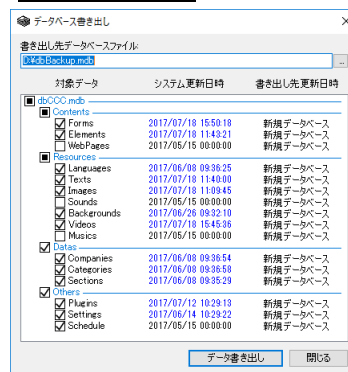 データベース書き出し
書き出し先データベースファイル
D:¥dbBackup.mdb ...
対象データ システム更新日時 書き出し先更新日時
dbCCC.mdb
Contents
Forms 2017/07/18 15:50:18 新規データベース
Elements 2017/07/18 11:43:21 新規データベース
WebPages 2017/05/15 00:00:00 新規データベース
Resources
Languages 2017/06/08 09:36:25 新規データベース
Texts 2017/07/18 11:40:00 新規データベース
Images 2017/07/18 11:09:45 新規データベース
Sounds 2017/05/15 00:00:00 新規データベース
Backgrounds 2017/06/26 09:32:10 新規データベース
Videos 2017/07/18 15:45:36 新規データベース
Musics 2017/05/15 00:00:00 新規データベース
Datas
Companies 2017/06/08 09:36:54 新規データベース
Categories 2017/06/08 09:36:58 新規データベース
Sections 2017/06/08 09:35:29 新規データベース
Others
Plugins 2017/07/12 10:29:13 新規データベース
Settings 2017/06/14 10:29:22 新規データベース
Schedule 2017/05/15 00:00:00 新規データベース
データ書き出し 閉じる